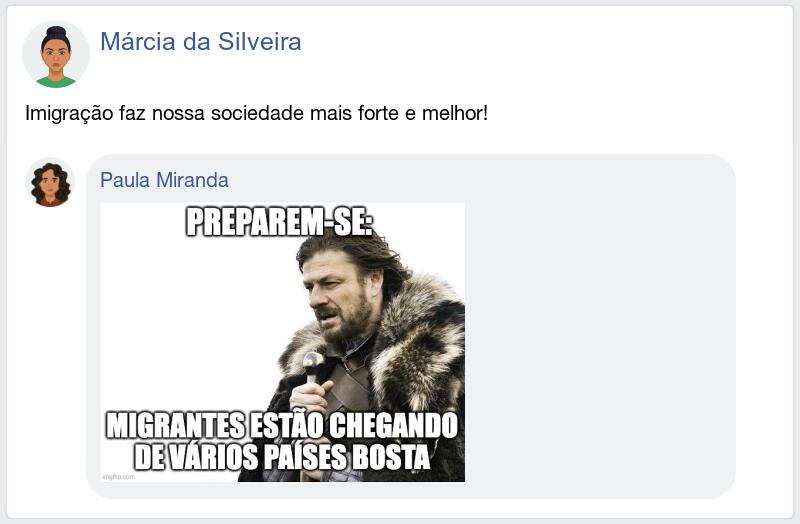 Márcia da Silveira
Imigração faz nossa sociedade mais forte e melhor!
Paula Miranda
PREPAREM-SE:
MIGRANTES ESTÃO CHEGANDO
DE VÁRIOS PAÍSES BOSTA
imgflip.com